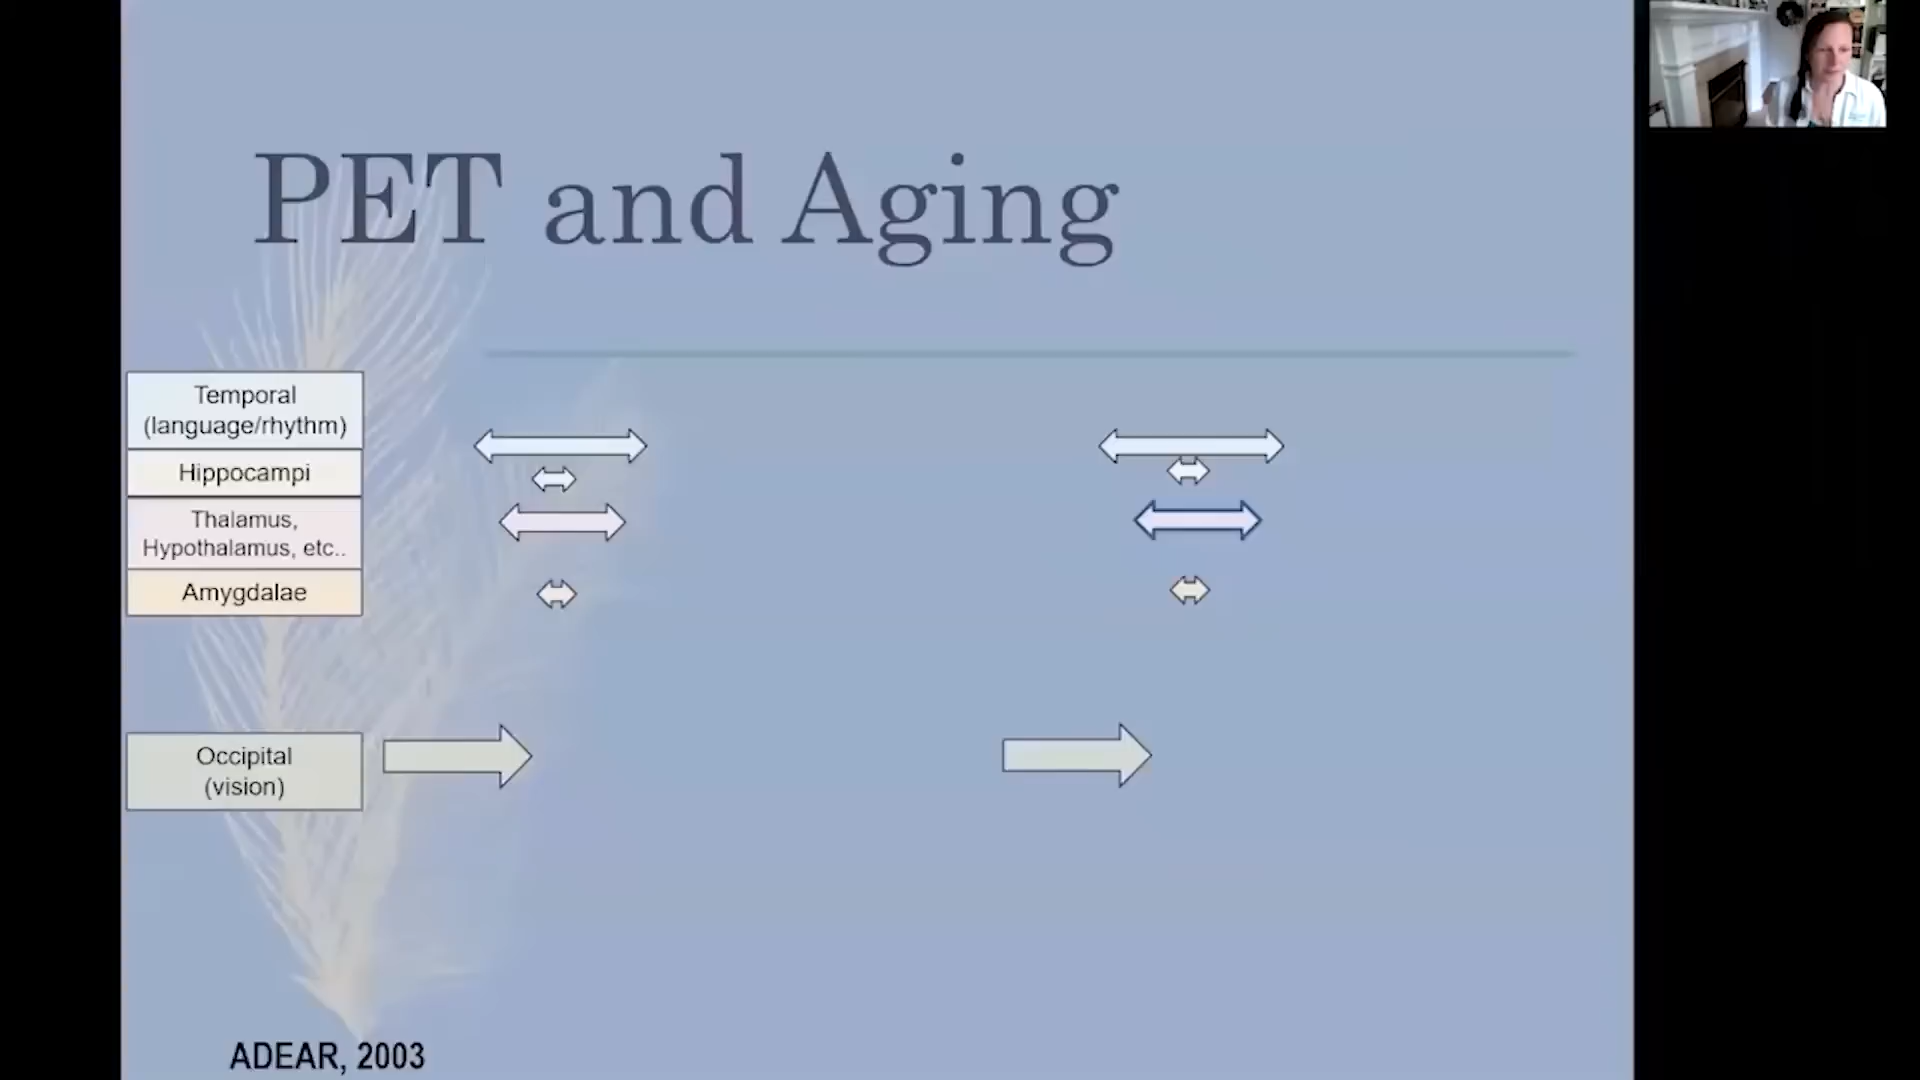 PET and Aging
Temporal
(language/rhythm)
Hippocampi
Thalamus,
Hypothalamus, etc..
Amygdalae
Occipital
(vision)
ADEAR, 2003